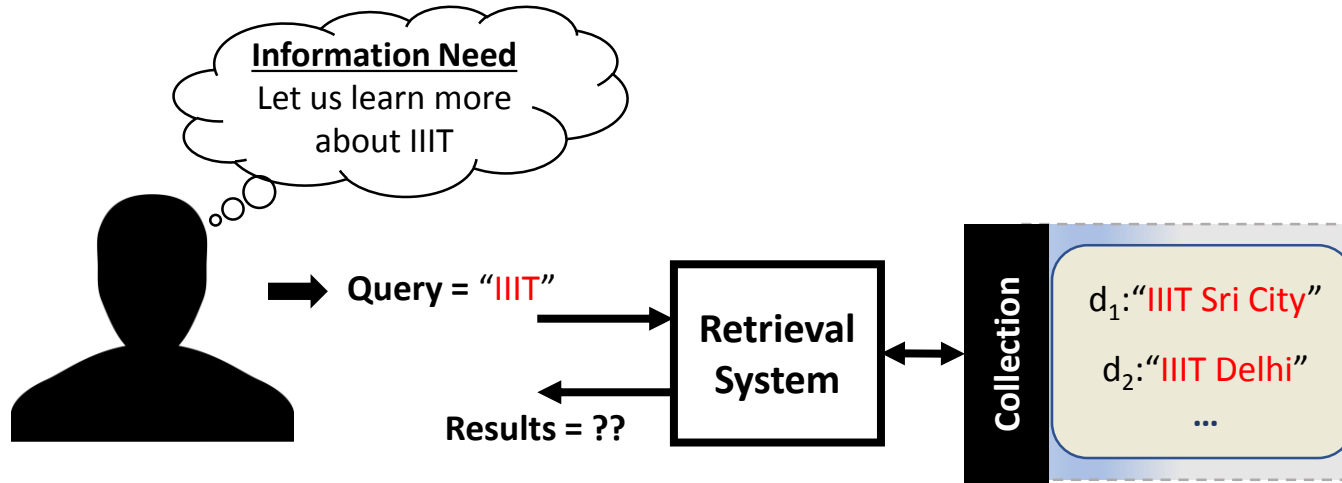 Information Need
Let us learn more
about IIIT
Query = “IIIT”
Results = ??
Retrieval
System
Collection
d₁:“IIIT Sri City”
d₂:“IIIT Delhi”
...